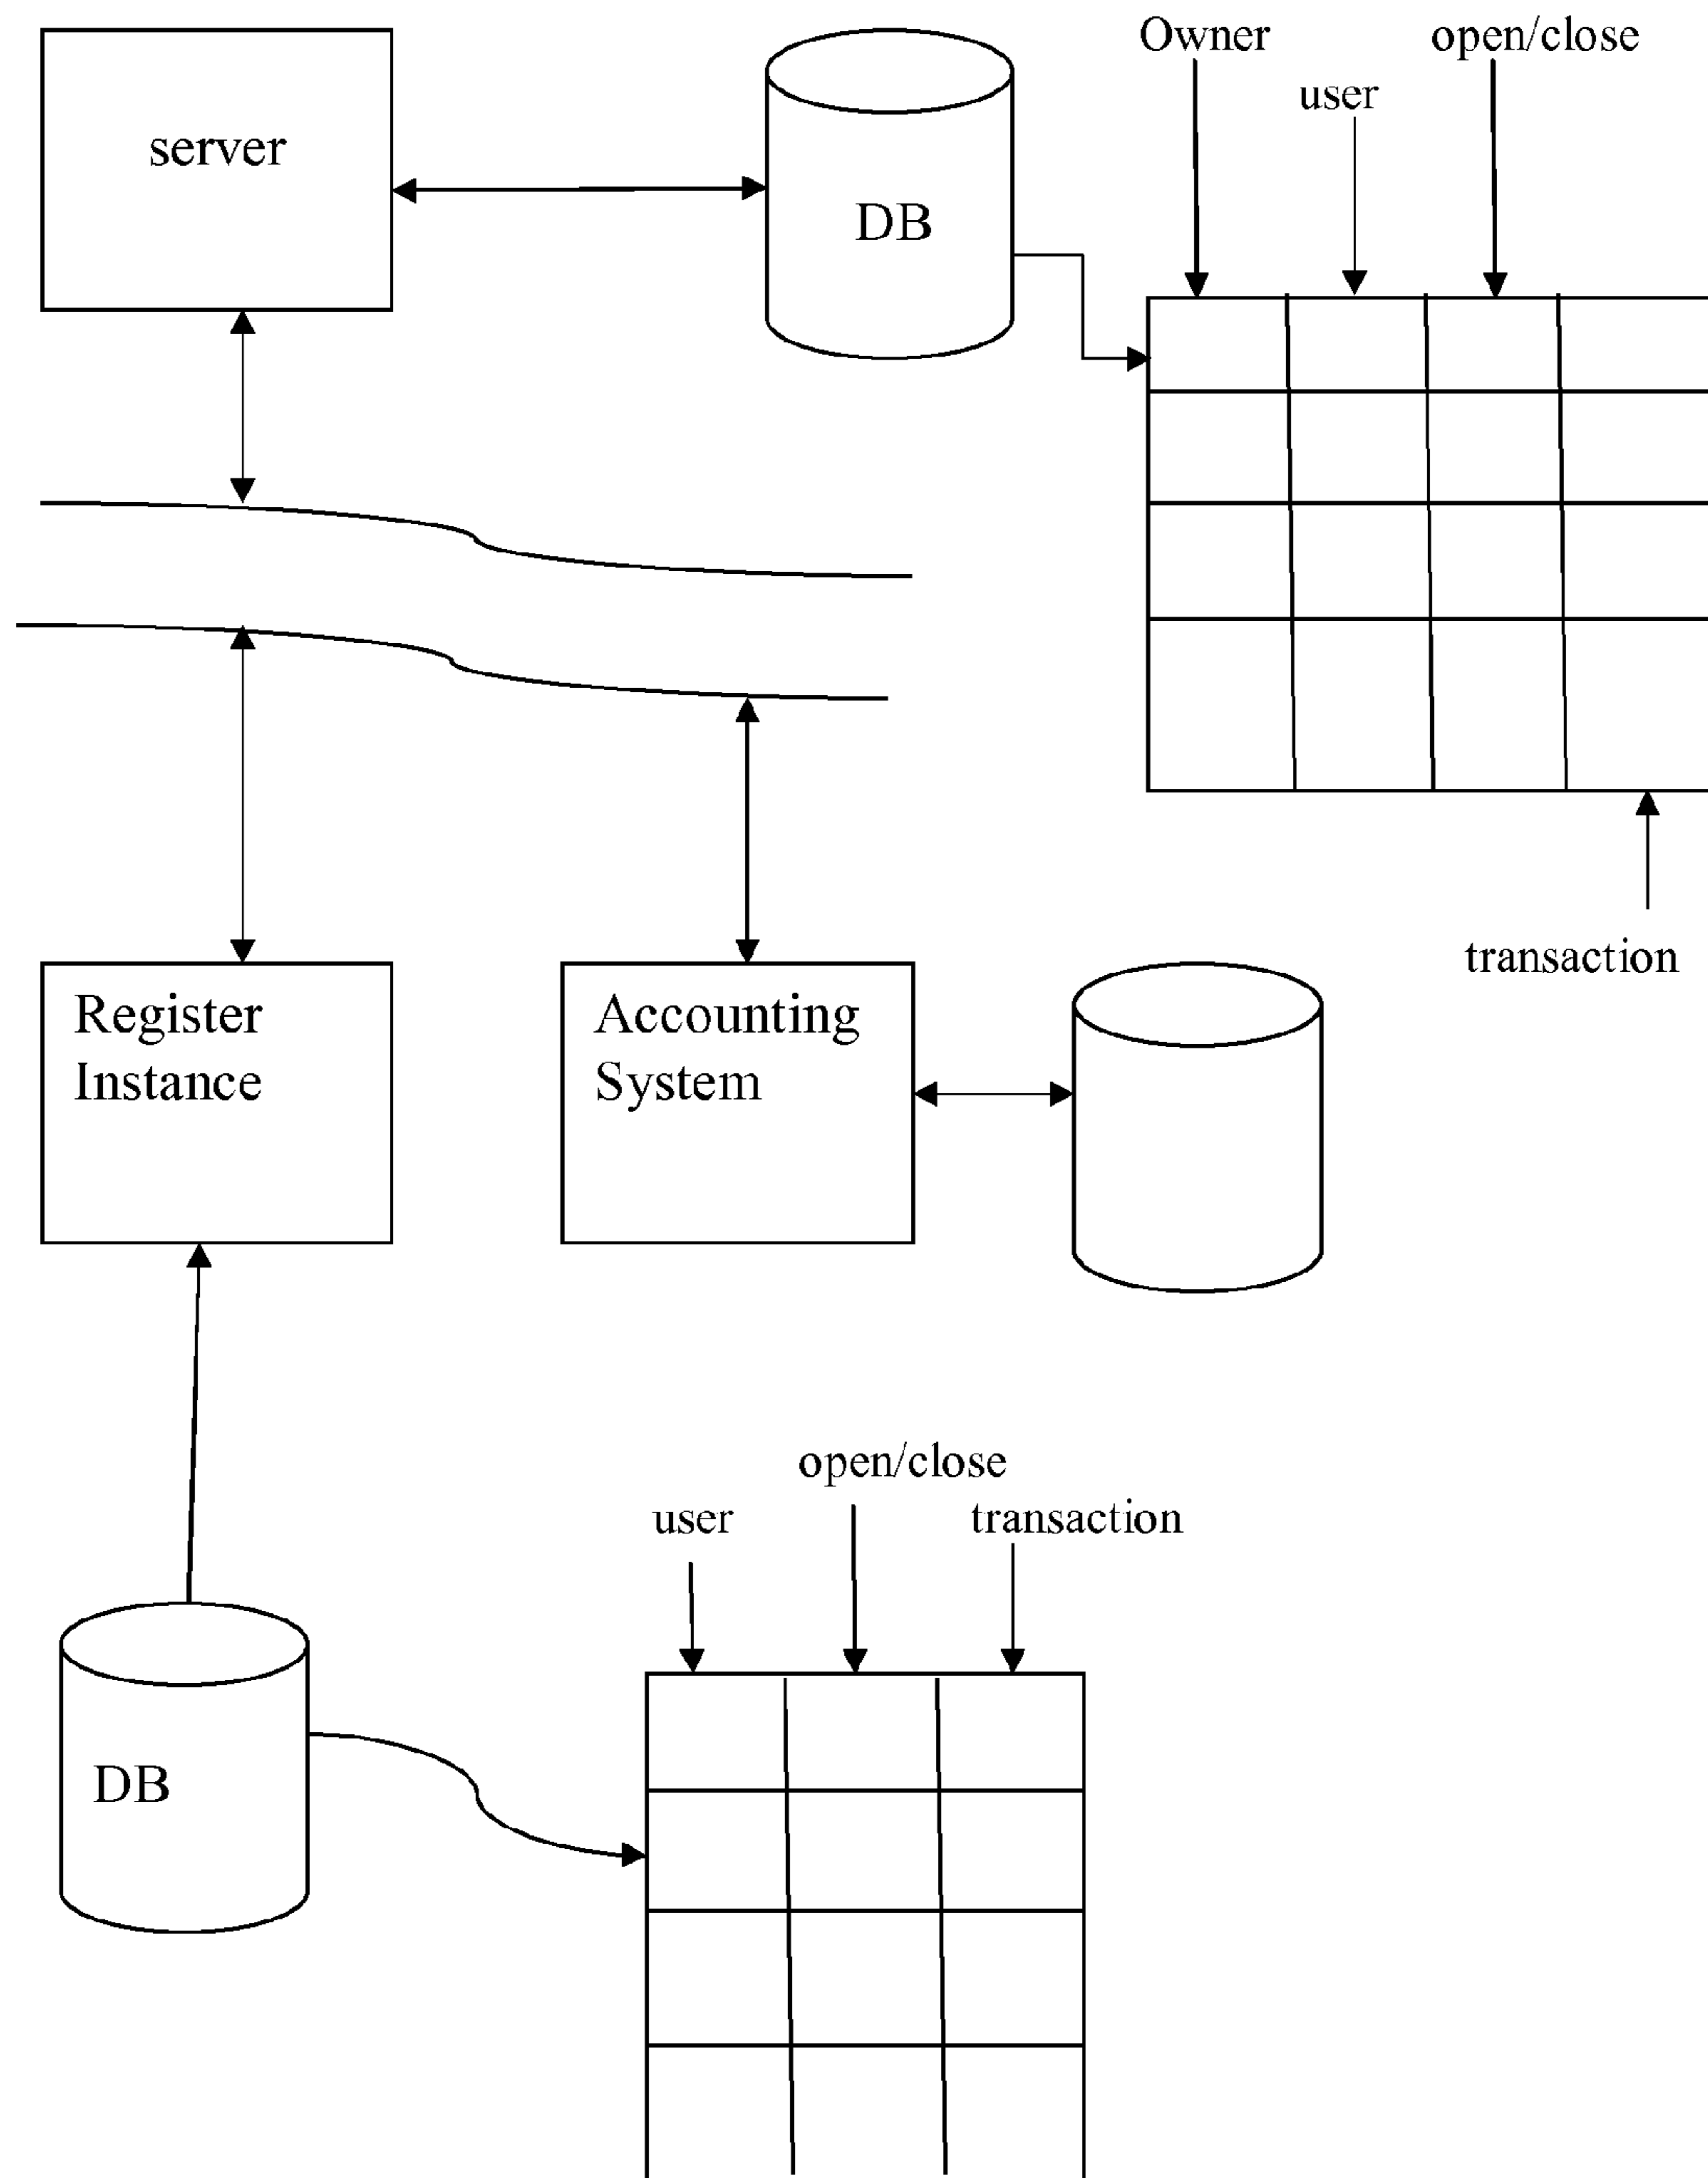 Owner
open/close
user
server
DB
transaction
Register
Instance
Accounting
System
open/close
user
transaction
DB